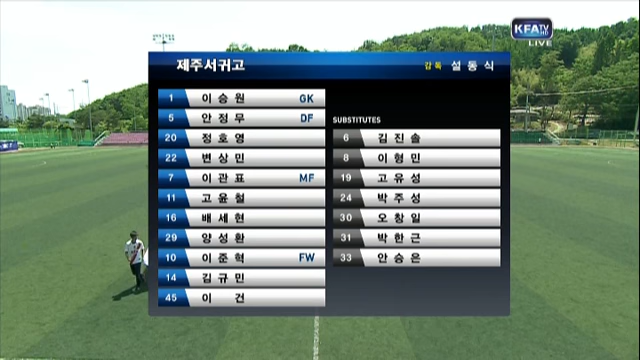 KFATV HD
LIVE
제주서귀고 감독 설동식
1 이승원 GK
5 안정무 DF
20 정호영
22 변상민
7 이관표 MF
11 고윤철
16 배세현
29 양성환
10 이준혁 FW
14 김규민
45 이건
SUBSTITUTES
6 김진솔
8 이형민
19 고유성
24 박주성
30 오창일
31 박한근
33 안승은